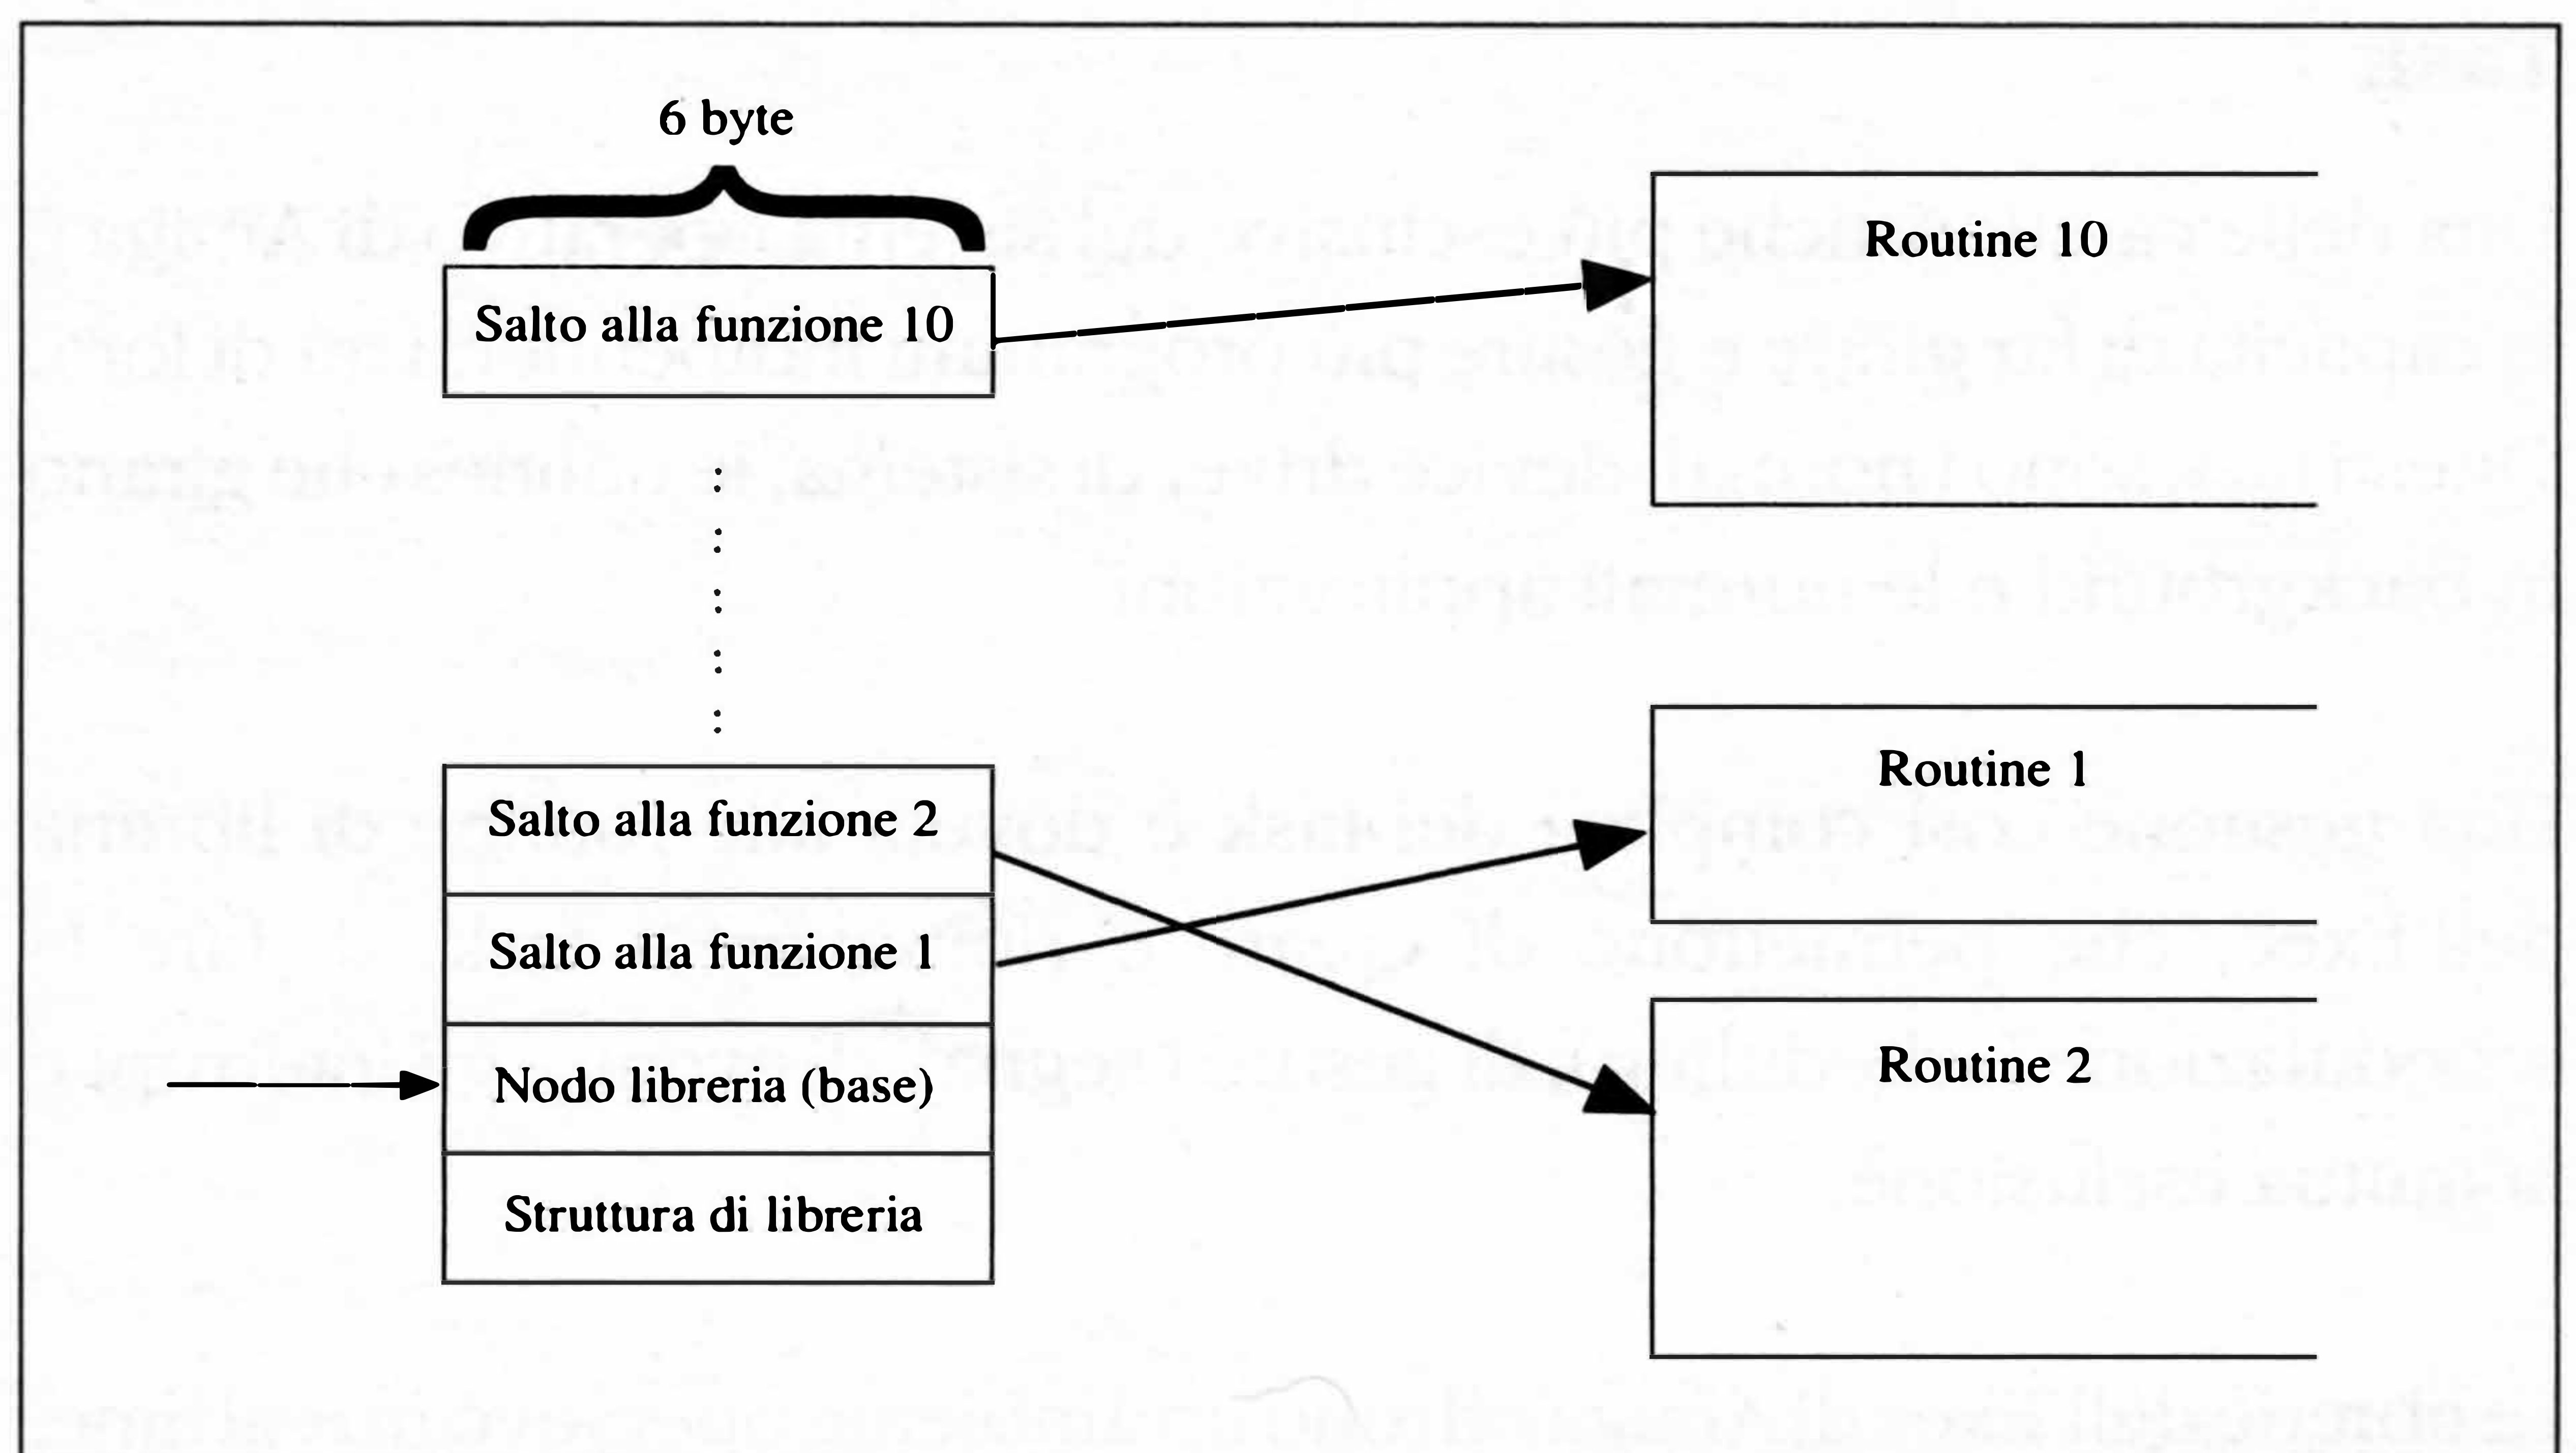 6 byte
Salto alla funzione 10
Routine 10
Salto alla funzione 2
Salto alla funzione 1
Nodo libreria (base)
Struttura di libreria
Routine 1
Routine 2